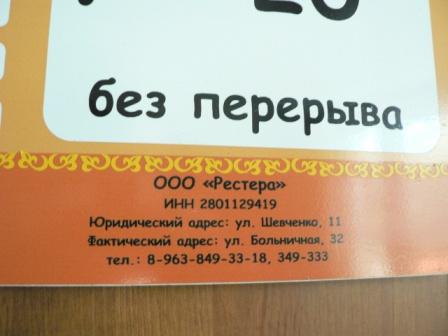 без перерыва
ООО «Рестера»
ИНН 2801129419
Юридический адрес: ул. Шевченко, 11
Фактический адрес: ул. Больничная, 32
тел.: 8-963-849-33-18, 349-333